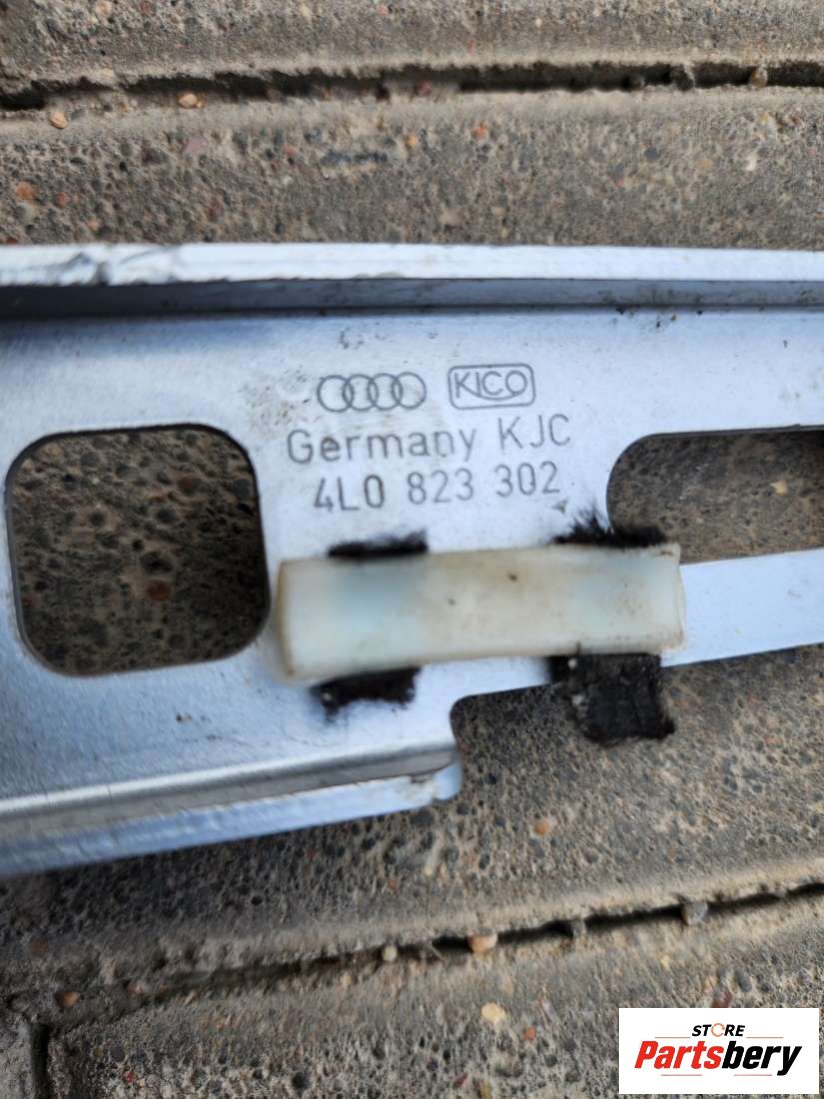 KICO
Germany KJC
4L0 823 302
STORE
Partsbery